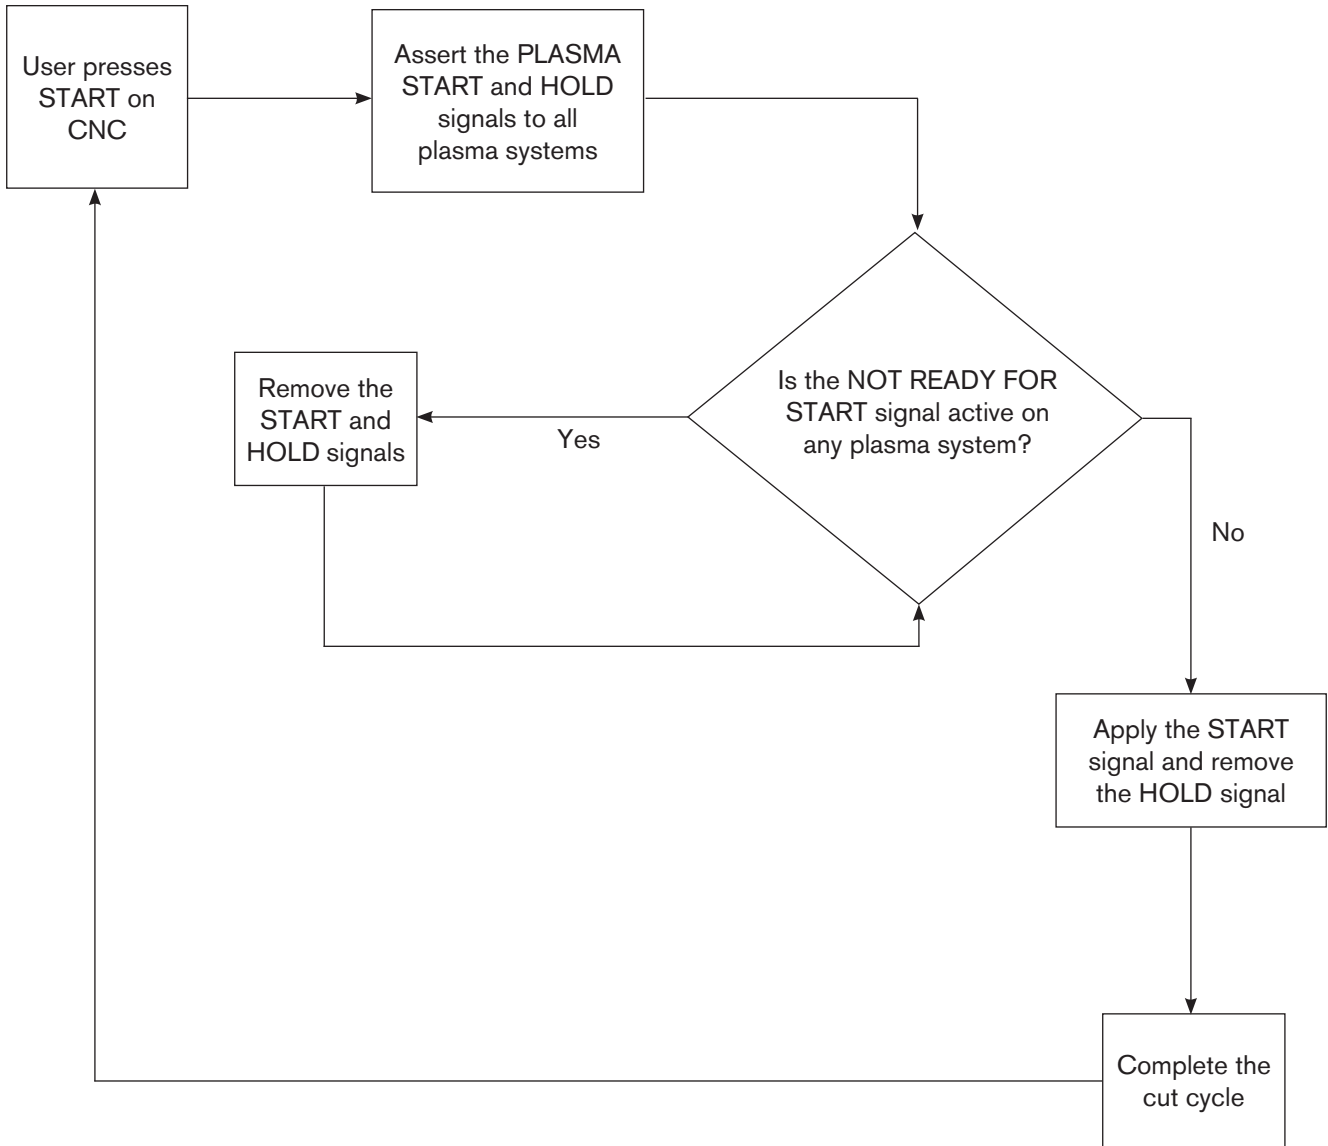 User presses
START on
CNC
Assert the PLASMA
START and HOLD
signals to all
plasma systems
Is the NOT READY FOR
START signal active on
any plasma system?
Yes
Remove the
START and
HOLD signals
No
Apply the START
signal and remove
the HOLD signal
Complete the
cut cycle